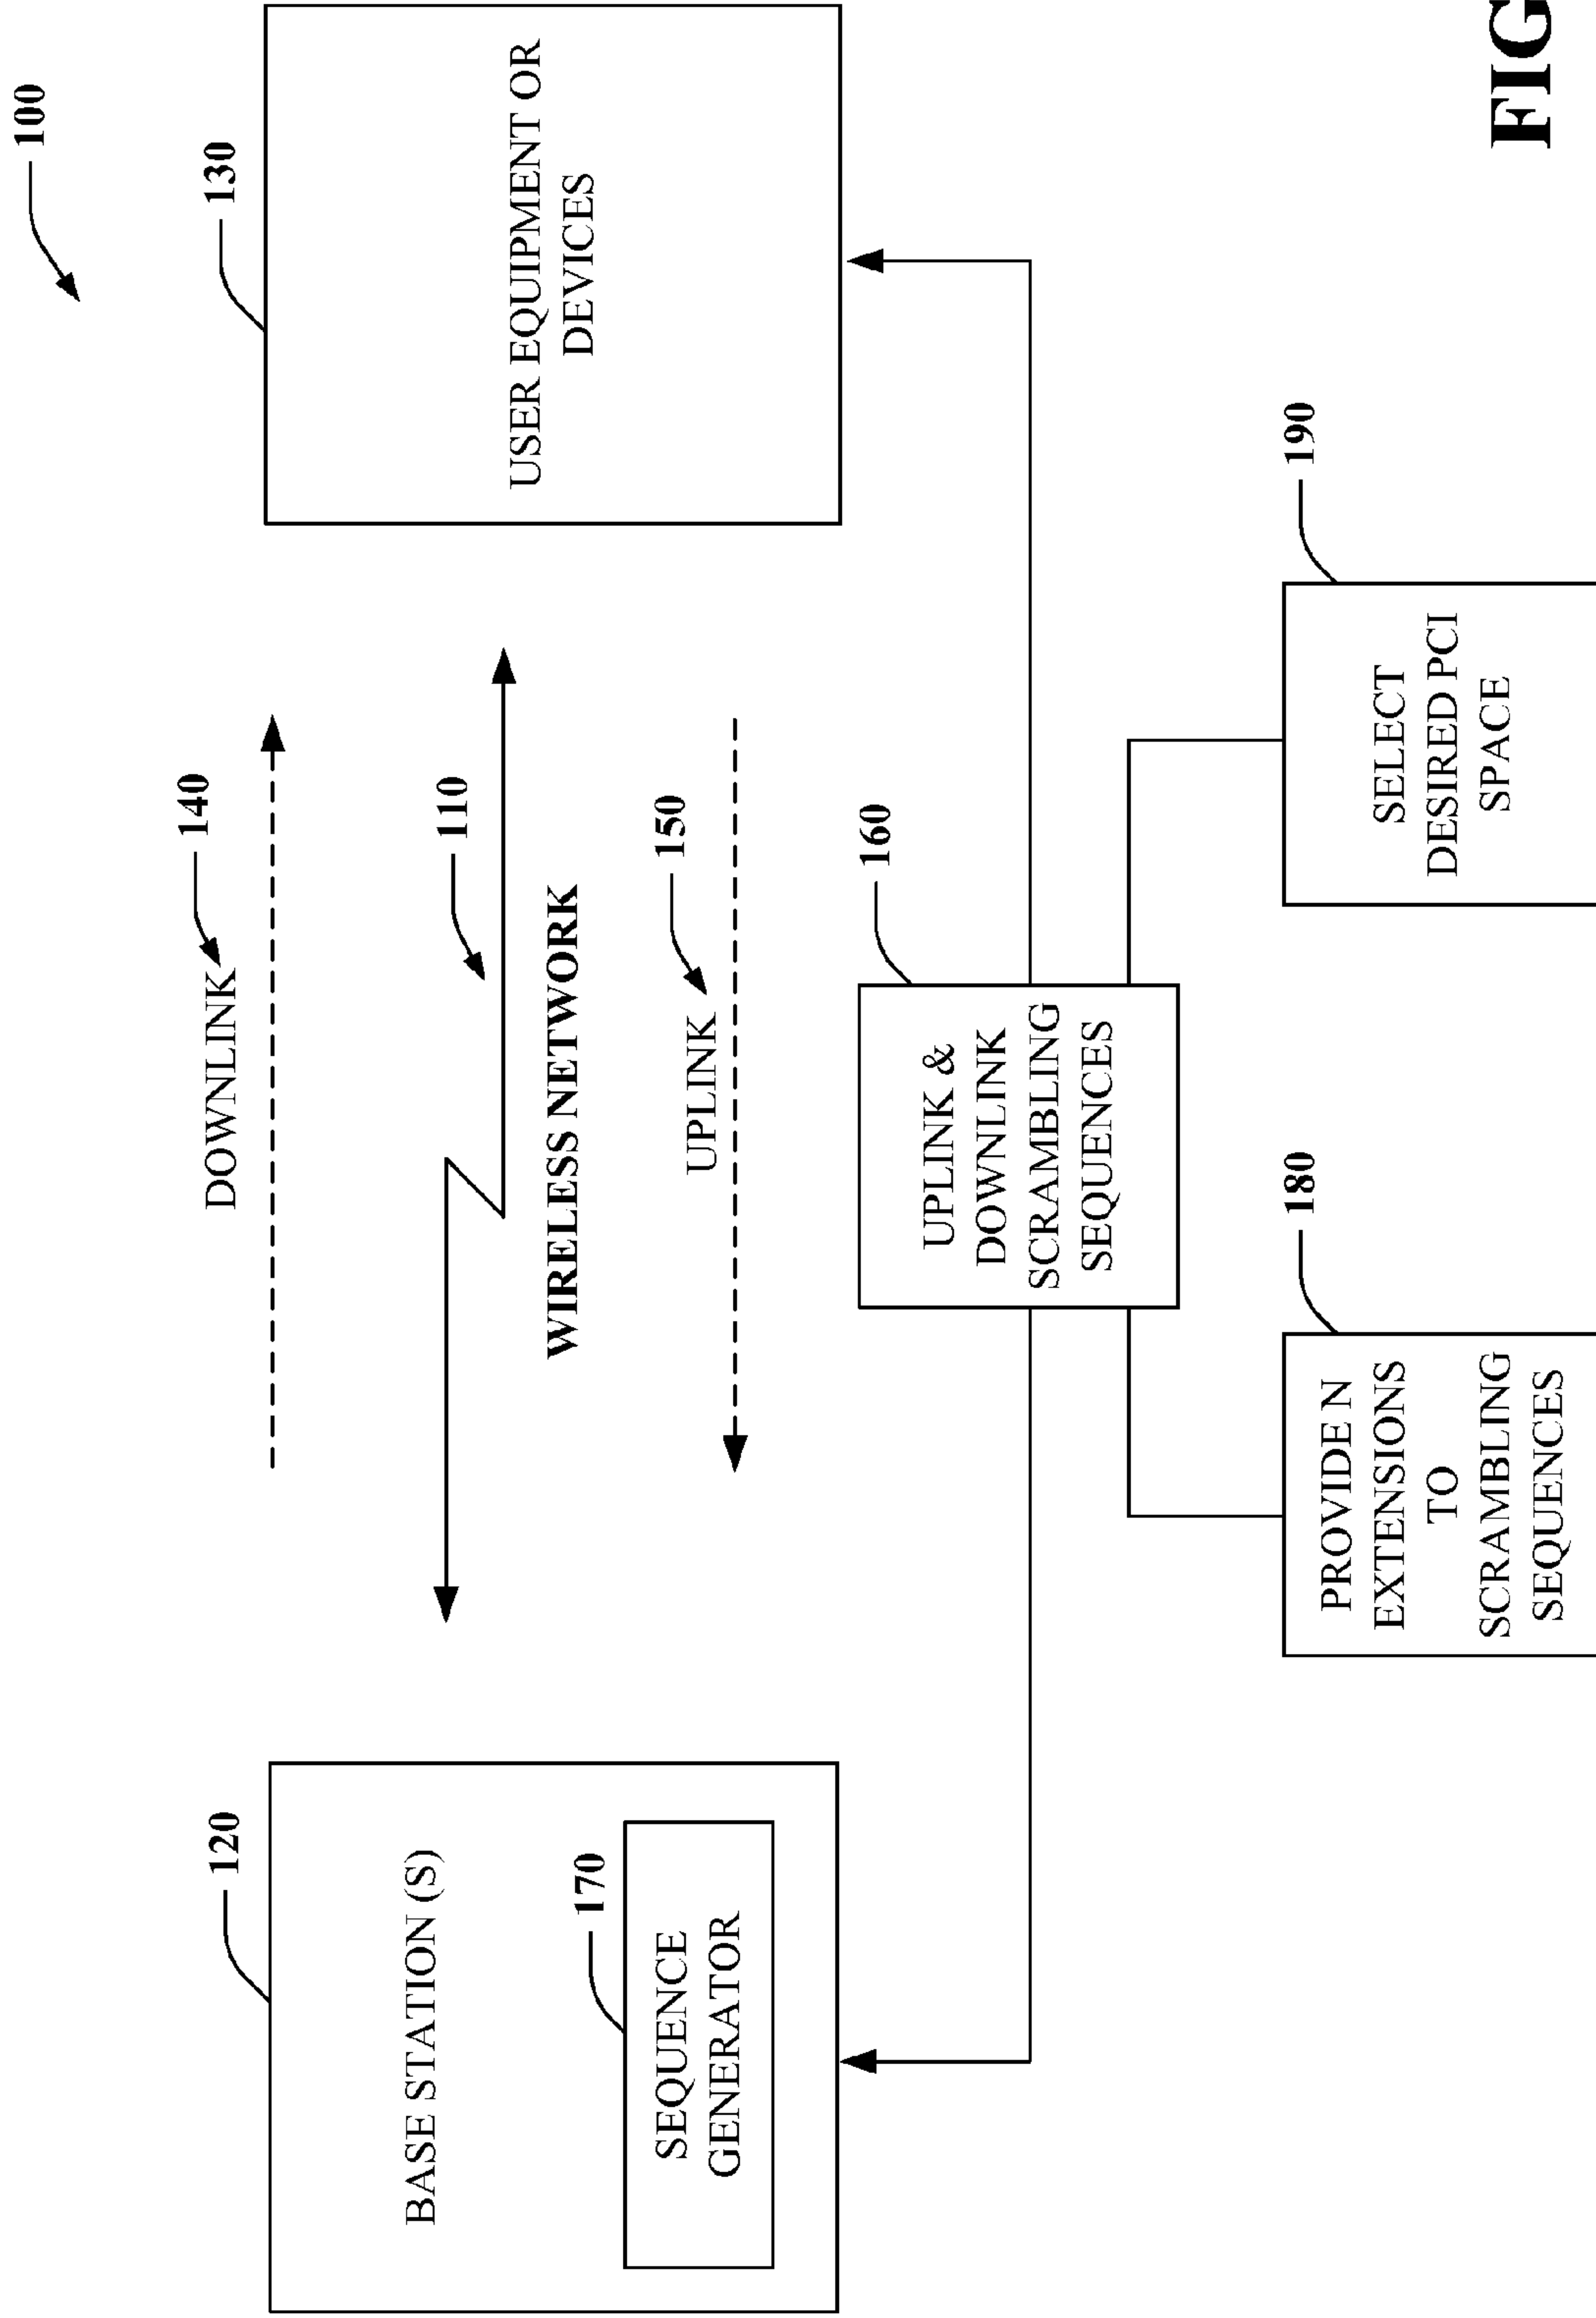 100
120
BASE STATION (S)
170
SEQUENCE
GENERATOR
140
DOWNLINK
110
WIRELESS NETWORK
150
UPLINK
130
USER EQUIPMENT OR
DEVICES
160
UPLINK &
DOWNLINK
SCRAMBLING
SEQUENCES
180
PROVIDE N
EXTENSIONS
TO
SCRAMBLING
SEQUENCES
190
SELECT
DESIRED PCI
SPACE
FIG